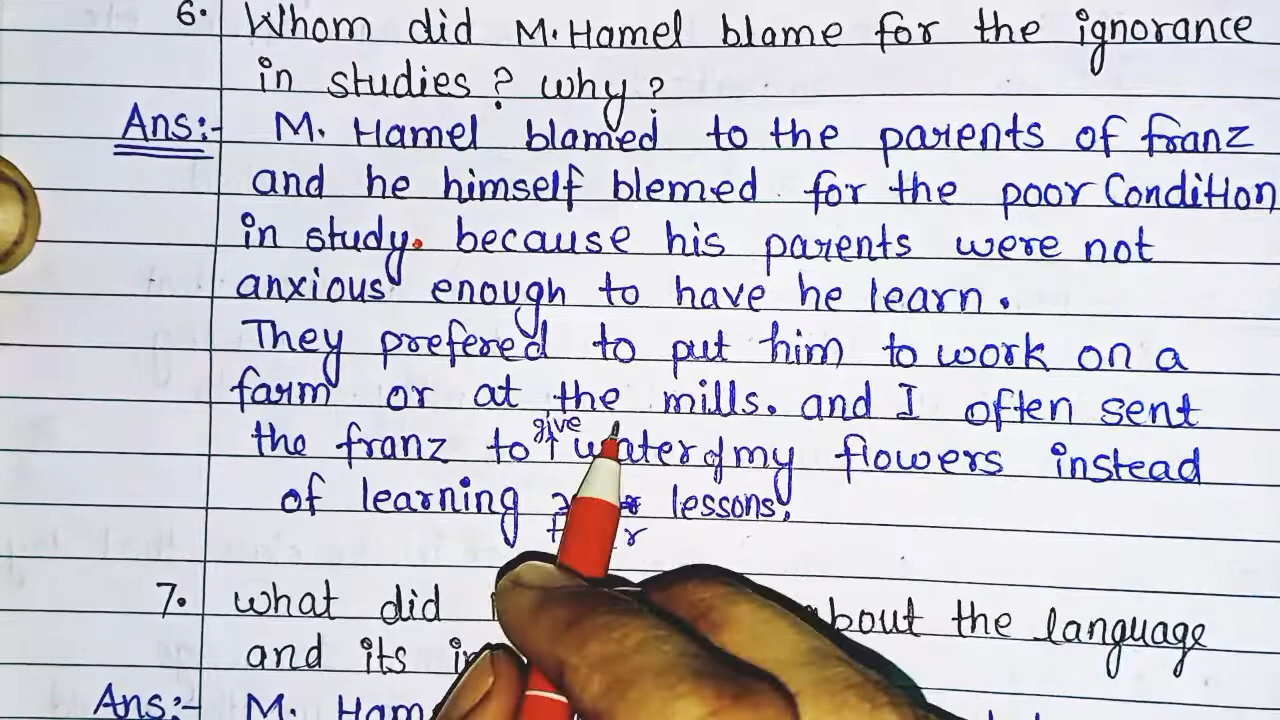 6. Whom did M. Hamel blame for the ignorance
in studies? why?
Ans:- M. Hamel blamed to the parents of franz
and he himself blemed for the poor Condition
in study. because his parents were not
anxious enough to have he learn.
They prefered to put him to work on a
farm or at the mills. and I often sent
the franz to give water of my flowers instead
of learning lessons.
7. what did about the language
and its
Ans:- M.